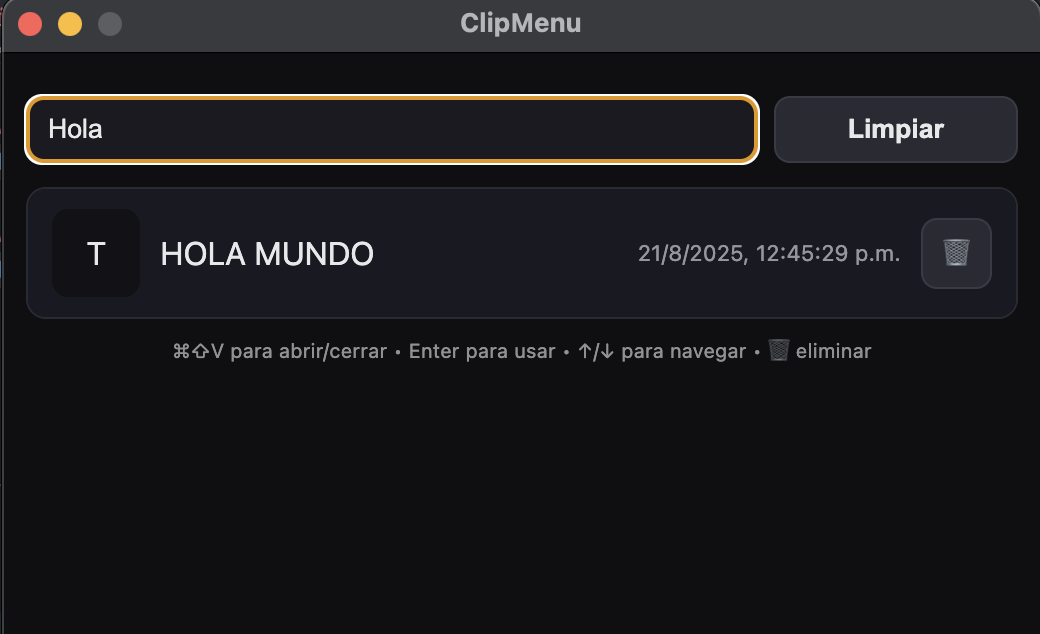 ClipMenu
Hola
Limpiar
T
HOLA MUNDO
21/8/2025, 12:45:29 p.m.
⌘⇧V para abrir/cerrar • Enter para usar • ↑/↓ para navegar • 🗑️ eliminar